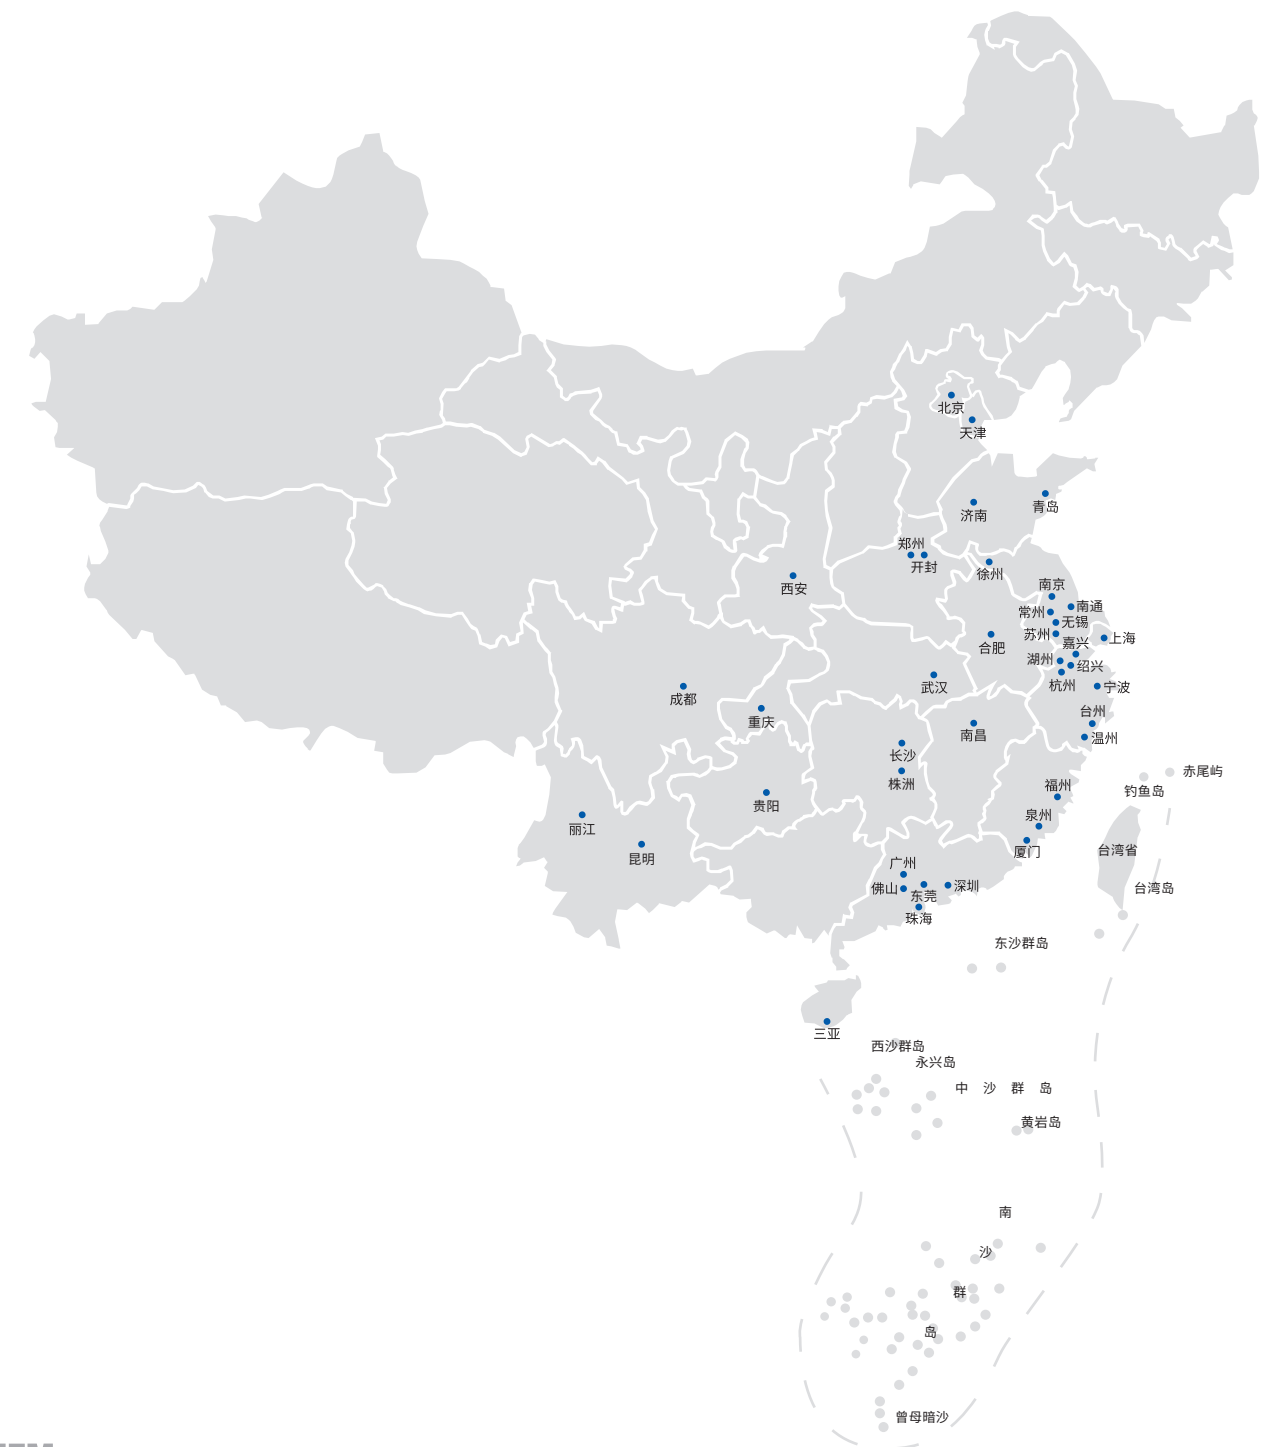 北京
天津
青岛
济南
郑州
开封
徐州
西安
南京
南通
常州
无锡
苏州
上海
嘉兴
合肥
湖州
绍兴
杭州
宁波
武汉
成都
台州
重庆
南昌
温州
长沙
株洲
赤尾屿
钓鱼岛
福州
贵阳
泉州
丽江
厦门
台湾省
昆明
广州
佛山
东莞
深圳
台湾岛
珠海
东沙群岛
三亚
西沙群岛
永兴岛
中 沙 群 岛
黄岩岛
南
沙
群
岛
曾母暗沙